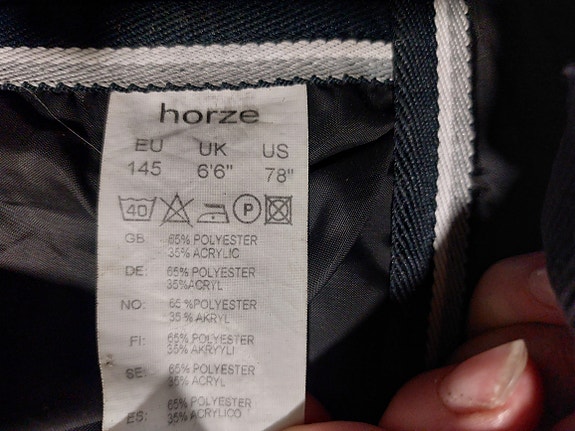 horze
EU UK US
145 6'6" 78"
40 P
GB: 65% POLYESTER
35% ACRYLIC
DE: 65% POLYESTER
35%ACRYL
NO: 65 %POLYESTER
35 % AKRYL
FI: 65% POLYESTER
35% AKRYYLI
SE: 65% POLYESTER
35% ACRYL
ES: 65% POLYESTER
35% ACRYLICO